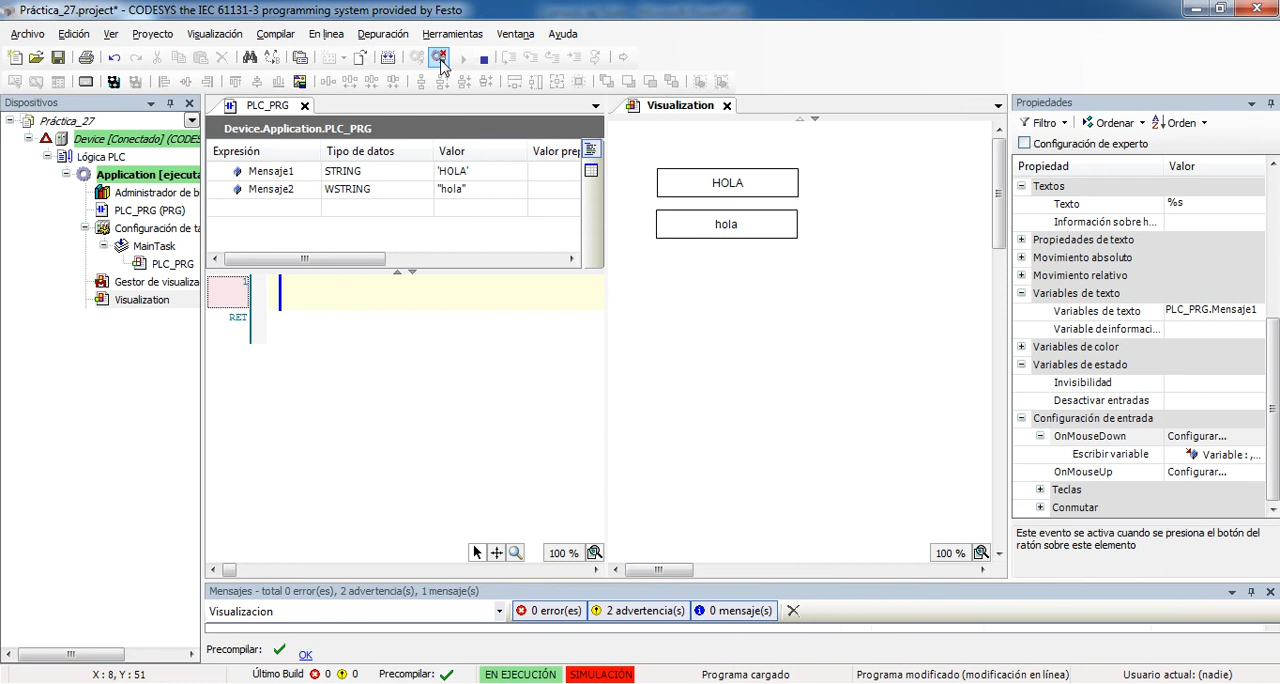 Práctica_27.project* - CODESYS the IEC 61131-3 programming system provided by Festo
Archivo Edición Ver Proyecto Visualización Compilar En línea Depuración Herramientas Ventana Ayuda
Dispositivos
Práctica_27
Device [Conectado] (CODES
Lógica PLC
Application [ejecuta
Administrador de b
PLC_PRG (PRG)
Configuración de ta
MainTask
PLC_PRG
Gestor de visualiza
Visualization
PLC_PRG
Device.Application.PLC_PRG
Expresión Tipo de datos Valor Valor prep
Mensaje1 STRING 'HOLA'
Mensaje2 WSTRING "hola"
1
RET
100 %
Visualization
HOLA
hola
100 %
Propiedades
Filtro Ordenar Orden
Configuración de experto
Propiedad Valor
Textos
Texto %s
Información sobre h...
Propiedades de texto
Movimiento absoluto
Movimiento relativo
Variables de texto
Variables de texto PLC_PRG.Mensaje1
Variable de informaci...
Variables de color
Variables de estado
Invisibilidad
Desactivar entradas
Configuración de entrada
OnMouseDown Configurar...
Escribir variable Variable : ,...
OnMouseUp Configurar...
Teclas
Conmutar
Este evento se activa cuando se presiona el botón del
ratón sobre este elemento
Mensajes - total 0 error(es), 2 advertencia(s), 1 mensaje(s)
Visualizacion 0 error(es) 2 advertencia(s) 0 mensaje(s)
Precompilar: OK
X : 8, Y : 51 Último Build 0 0 Precompilar: EN EJECUCIÓN SIMULACIÓN Programa cargado Programa modificado (modificación en línea) Usuario actual: (nadie)